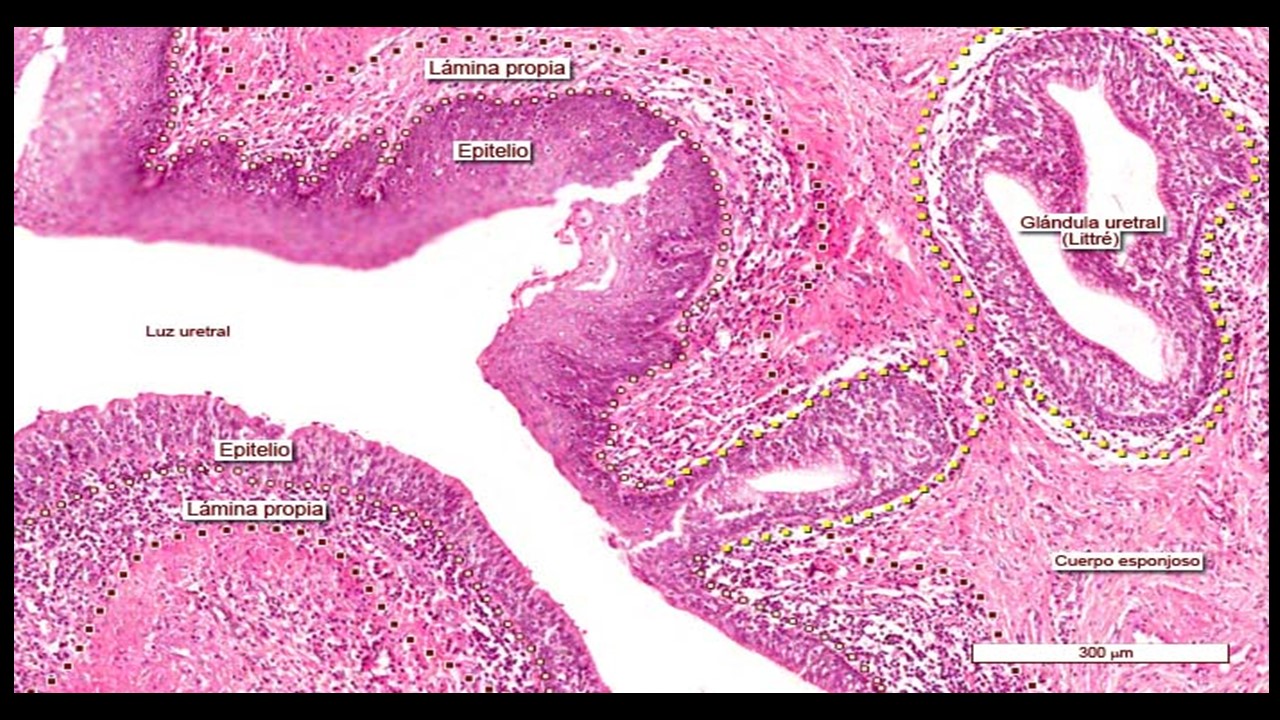 Lámina propia
Epitelio
Glándula uretral
(Littré)
Luz uretral
Epitelio
Lámina propia
Cuerpo esponjoso
300 µm